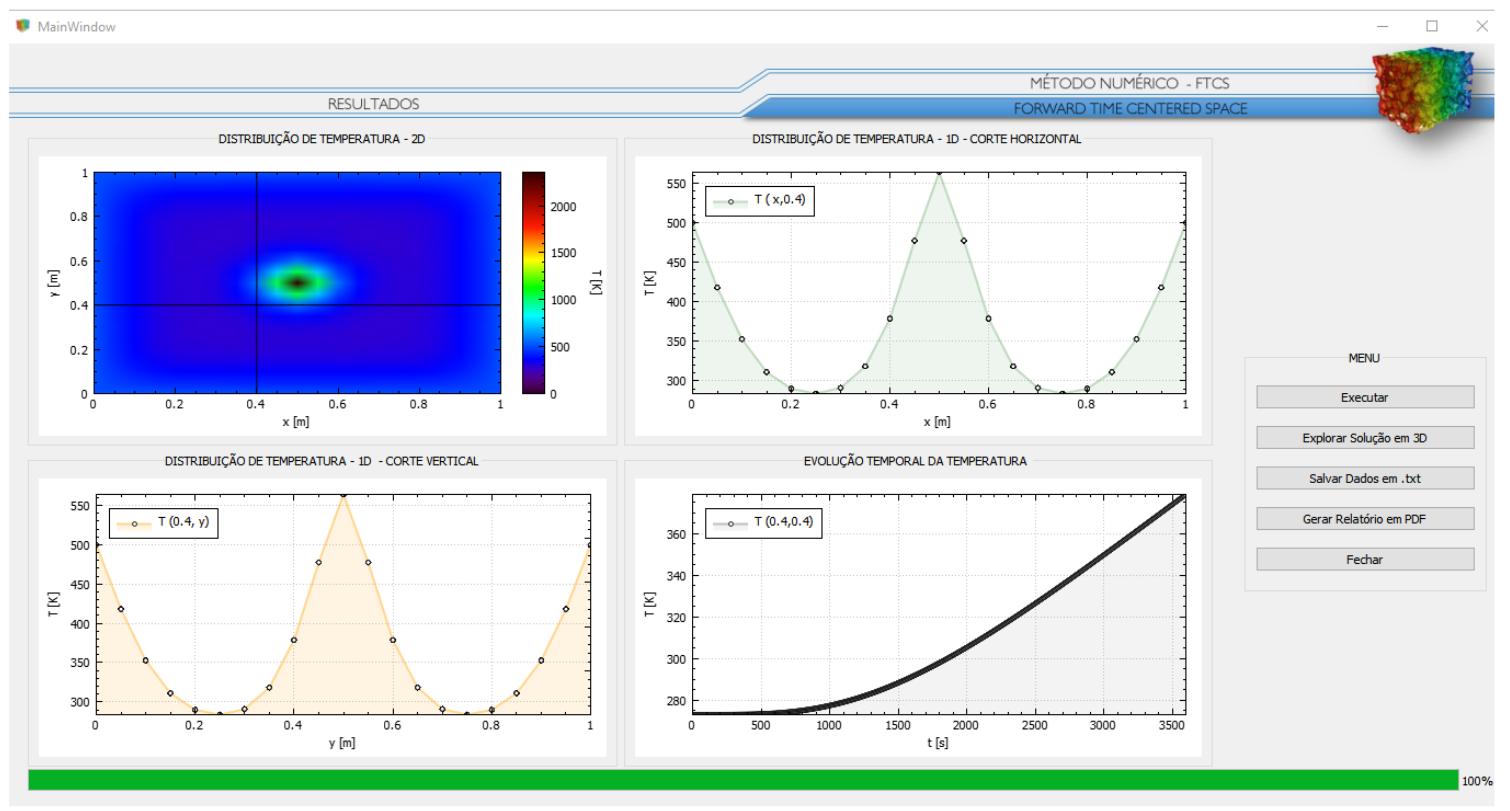 MainWindow
MÉTODO NUMÉRICO - FTCS
RESULTADOS
FORWARD TIME CENTERED SPACE
DISTRIBUIÇÃO DE TEMPERATURA - 2D
1
0.8
0.6
0.4
0.2
0
y [m]
0 0.2 0.4 0.6 0.8 1
x [m]
2000
1500
1000
500
0
T [K]
DISTRIBUIÇÃO DE TEMPERATURA - 1D - CORTE HORIZONTAL
T (x,0.4)
550
500
450
400
350
300
T [K]
0 0.2 0.4 0.6 0.8 1
x [m]
DISTRIBUIÇÃO DE TEMPERATURA - 1D - CORTE VERTICAL
T (0.4, y)
550
500
450
400
350
300
T [K]
0 0.2 0.4 0.6 0.8 1
y [m]
EVOLUÇÃO TEMPORAL DA TEMPERATURA
T (0.4,0.4)
360
340
320
300
280
T [K]
0 500 1000 1500 2000 2500 3000 3500
t [s]
MENU
Executar
Explorar Solução em 3D
Salvar Dados em .txt
Gerar Relatório em PDF
Fechar
100%